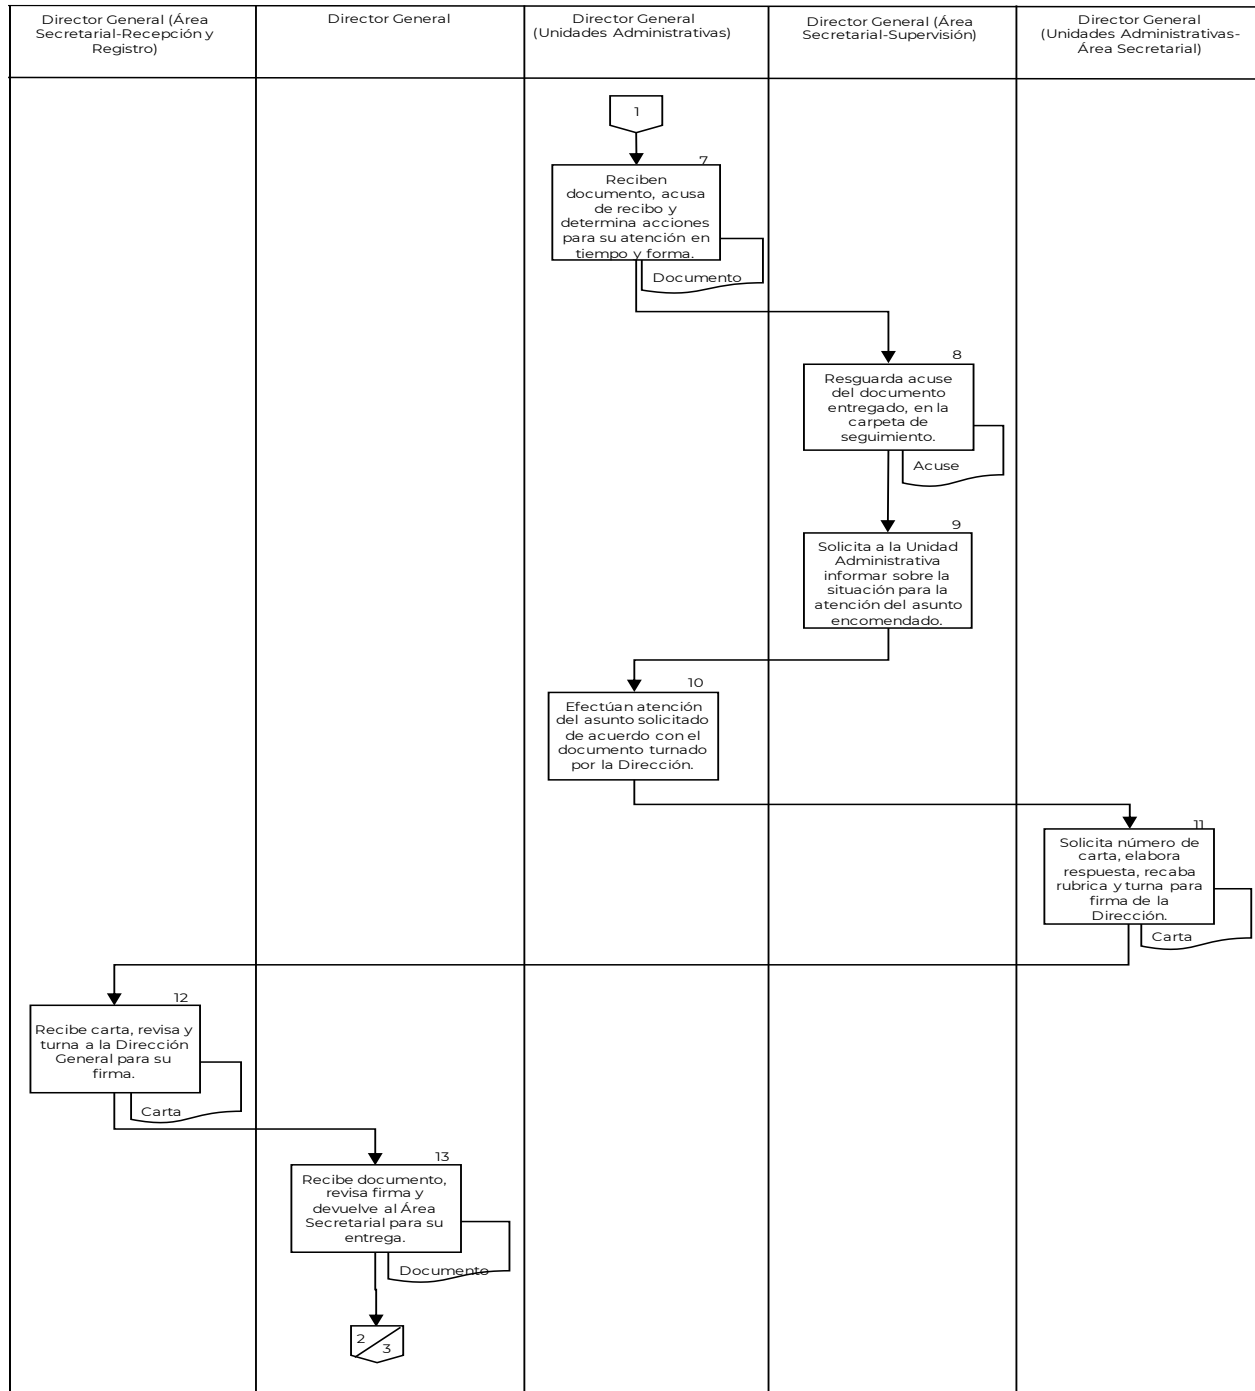 Director General (Área
Secretarial-Recepción y
Registro)
Director General
Director General
(Unidades Administrativas)
Director General (Área
Secretarial-Supervisión)
Director General
(Unidades Administrativas-
Área Secretarial)
1
7
Reciben
documento, acusa
de recibo y
determina acciones
para su atención en
tiempo y forma.
Documento
8
Resguarda acuse
del documento
entregado, en la
carpeta de
seguimiento.
Acuse
9
Solicita a la Unidad
Administrativa
informar sobre la
situación para la
atención del asunto
encomendado.
10
Efectúan atención
del asunto solicitado
de acuerdo con el
documento turnado
por la Dirección.
11
Solicita número de
carta, elabora
respuesta, recaba
rubrica y turna para
firma de la
Dirección.
Carta
12
Recibe carta, revisa y
turna a la Dirección
General para su
firma.
Carta
13
Recibe documento,
revisa firma y
devuelve al Área
Secretarial para su
entrega.
Documento
2
3